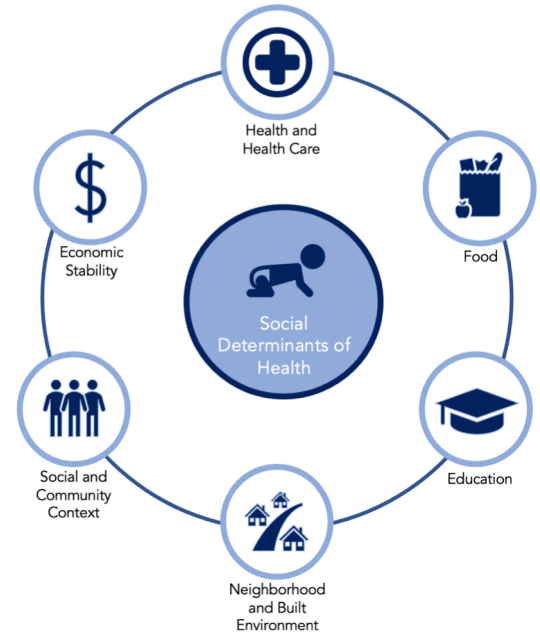 Health and
Health Care
Economic
Stability
Food
Social
Determinants of
Health
Social and
Community
Context
Education
Neighborhood
and Built
Environment